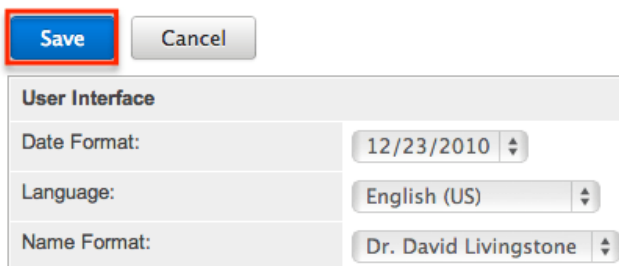 Save Cancel
User Interface
Date Format: 12/23/2010
Language: English (US)
Name Format: Dr. David Livingstone